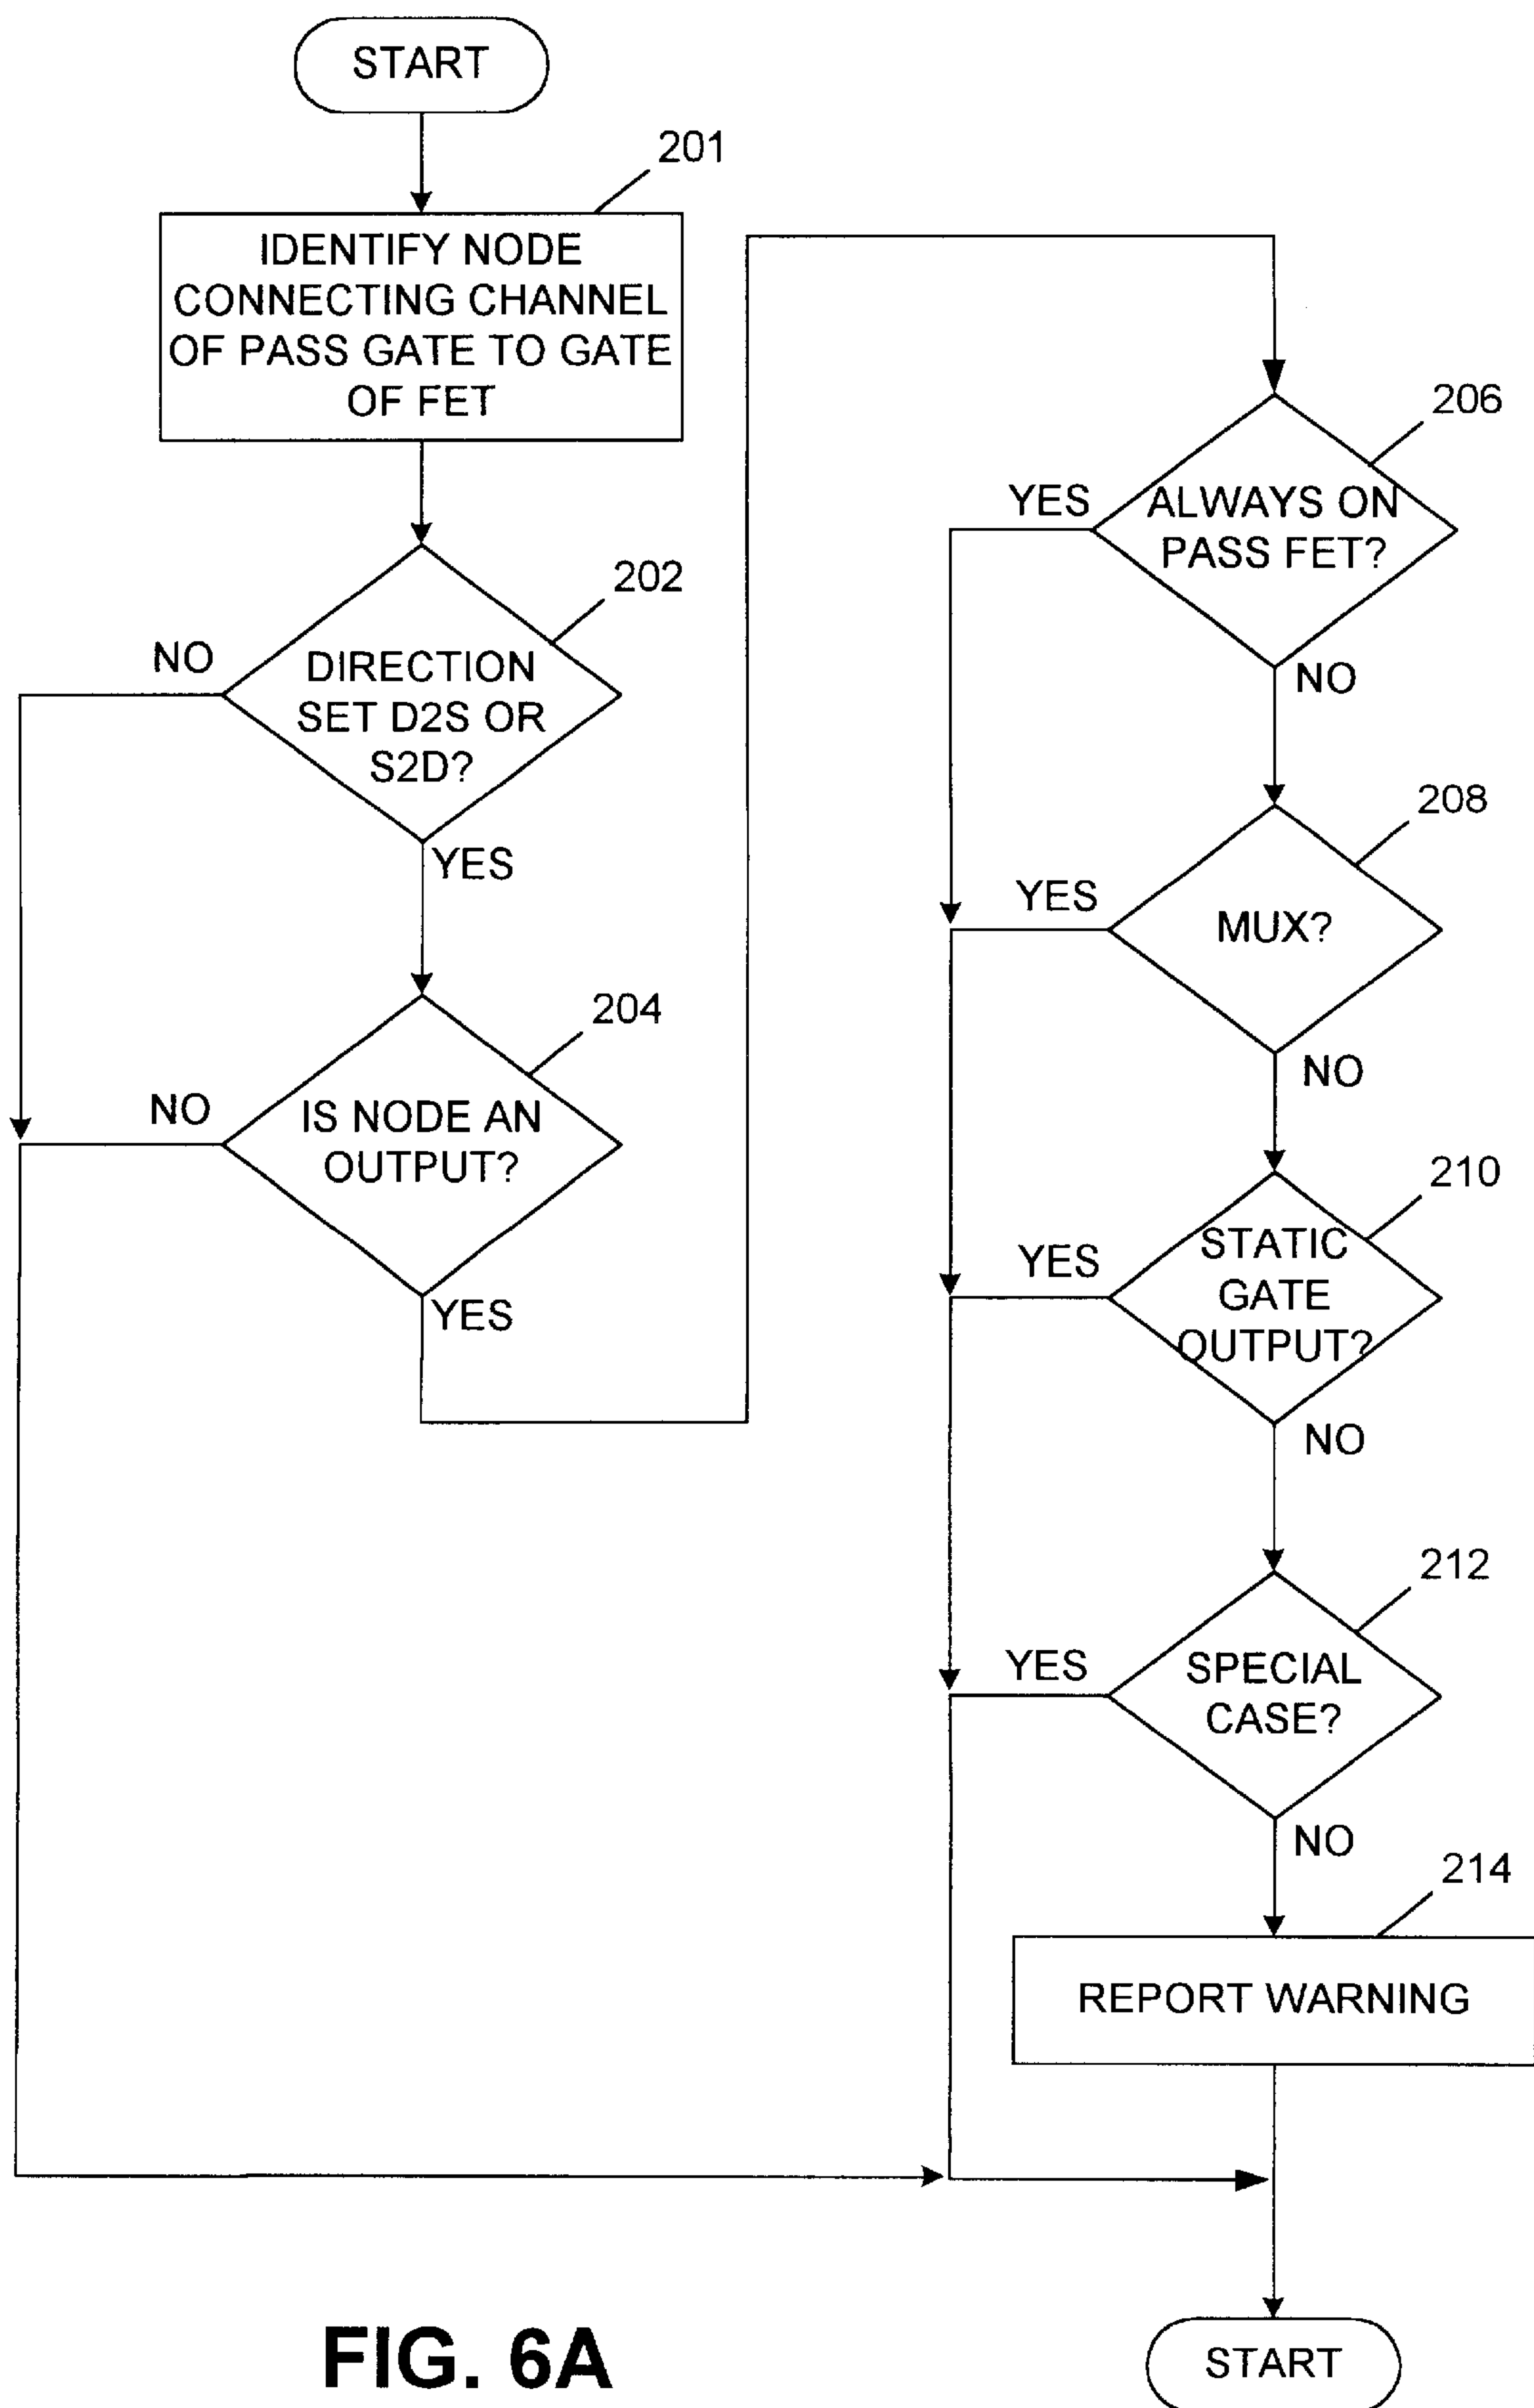 START
201
IDENTIFY NODE
CONNECTING CHANNEL
OF PASS GATE TO GATE
OF FET
202
NO
DIRECTION
SET D2S OR
S2D?
YES
204
NO
IS NODE AN
OUTPUT?
YES
206
YES
ALWAYS ON
PASS FET?
NO
208
YES
MUX?
NO
210
YES
STATIC
GATE
OUTPUT?
NO
212
YES
SPECIAL
CASE?
NO
214
REPORT WARNING
START
FIG. 6A